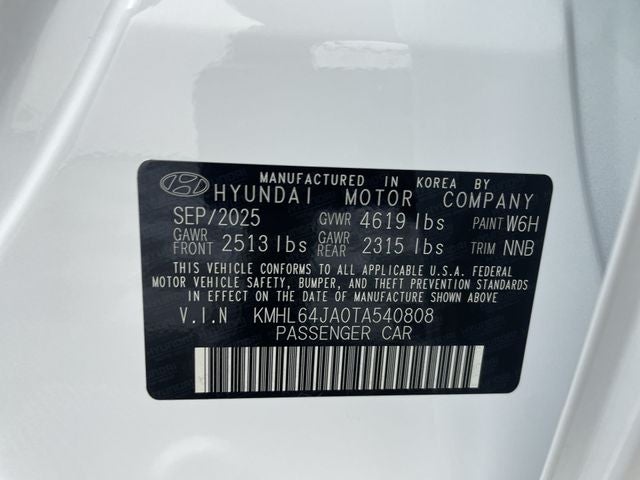 MANUFACTURED IN KOREA BY
HYUNDAI MOTOR COMPANY
SEP/2025 GVWR 4619 lbs PAINT W6H
GAWR FRONT 2513 lbs GAWR REAR 2315 lbs TRIM NNB
THIS VEHICLE CONFORMS TO ALL APPLICABLE U.S.A. FEDERAL
MOTOR VEHICLE SAFETY, BUMPER, AND THEFT PREVENTION STANDARDS
IN EFFECT ON THE DATE OF MANUFACTURE SHOWN ABOVE
V.I.N KMHL64JA0TA540808
PASSENGER CAR